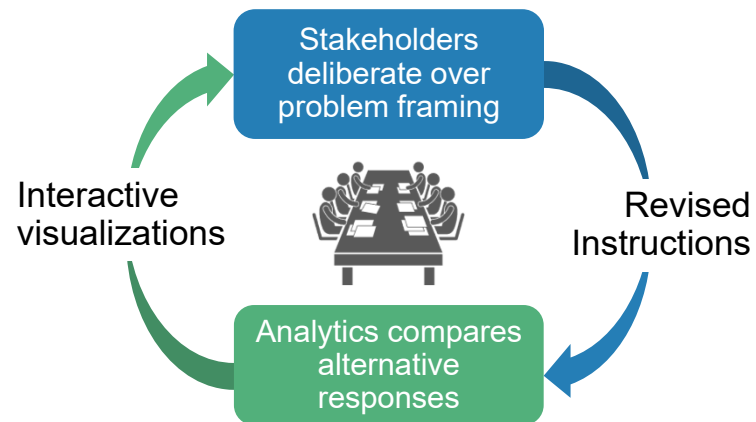 Stakeholders
deliberate over
problem framing
Interactive
visualizations
Revised
Instructions
Analytics compares
alternative
responses